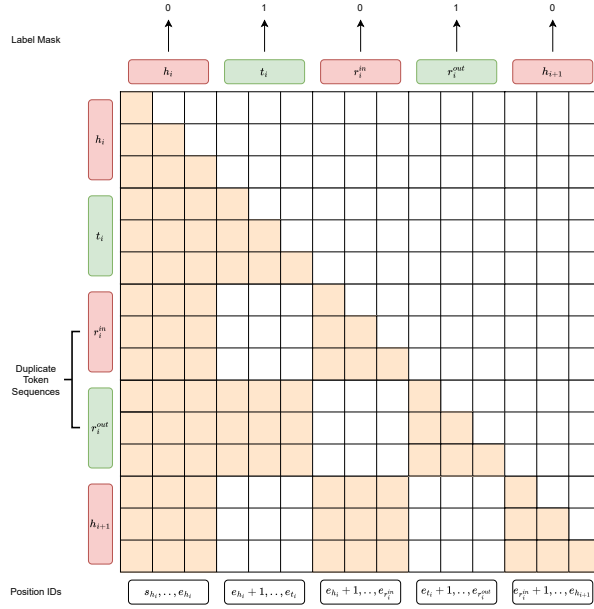 0 1 0 1 0
Label Mask
h_i t_i r_i^{in} r_i^{out} h_{i+1}
h_i
t_i
r_i^{in}
Duplicate
Token
Sequences
r_i^{out}
h_{i+1}
Position IDs
s_{h_i},..,e_{h_i} e_{h_i}+1,..,e_{t_i} e_{h_i}+1,..,e_{r_i^{in}} e_{t_i}+1,..,e_{r_i^{out}} e_{r_i^{in}}+1,..,e_{h_{i+1}}